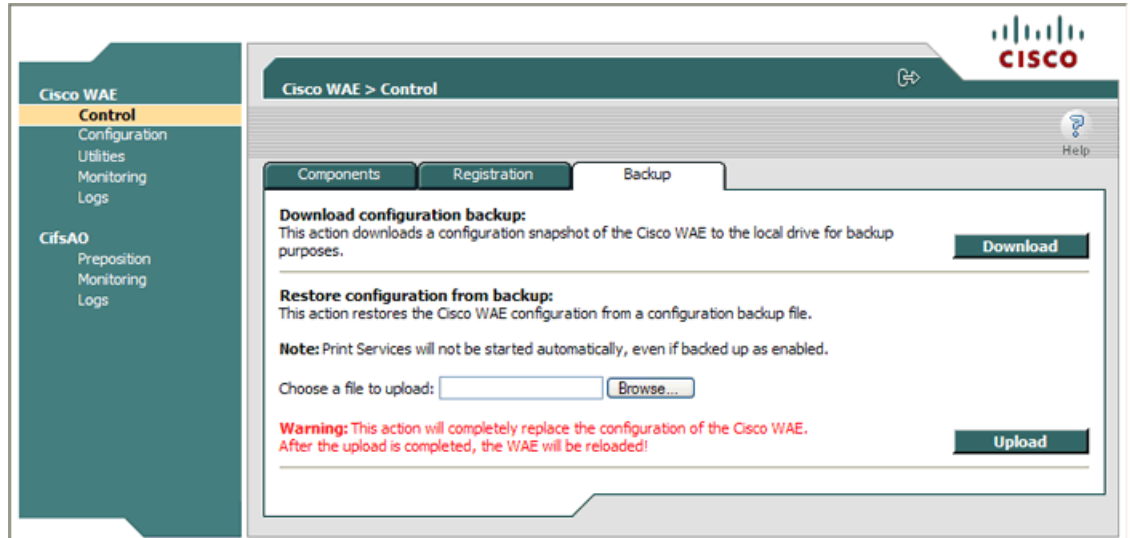 CISCO
Cisco WAE
Control
Configuration
Utilities
Monitoring
Logs
CifsAO
Preposition
Monitoring
Logs
Cisco WAE > Control
Help
Components
Registration
Backup
Download configuration backup:
This action downloads a configuration snapshot of the Cisco WAE to the local drive for backup
purposes.
Download
Restore configuration from backup:
This action restores the Cisco WAE configuration from a configuration backup file.
Note: Print Services will not be started automatically, even if backed up as enabled.
Choose a file to upload:
Browse...
Warning: This action will completely replace the configuration of the Cisco WAE.
After the upload is completed, the WAE will be reloaded!
Upload